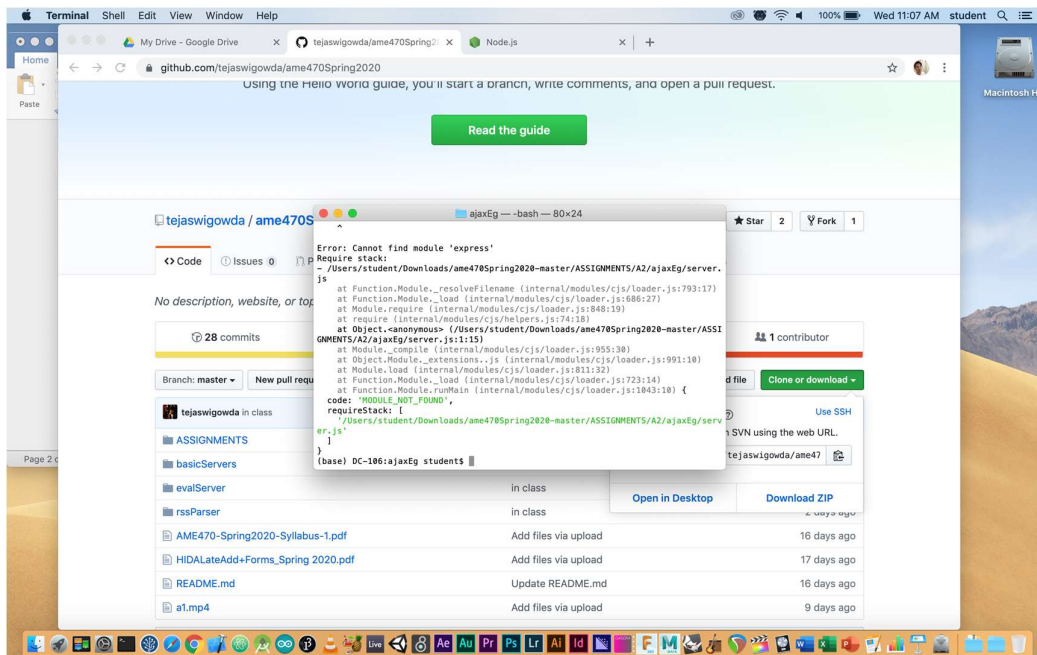 Terminal Shell Edit View Window Help
100% Wed 11:07 AM student
My Drive - Google Drive
tejaswigowda/ame470Spring2
Node.js
Home
github.com/tejaswigowda/ame470Spring2020
Paste
Macintosh H
Using the Hello World guide, you'll start a branch, write comments, and open a pull request.
Read the guide
tejaswigowda / ame470S
Star 2
Fork 1
<> Code
Issues 0
P
No description, website, or top
28 commits
1 contributor
Branch: master
New pull requ
d file
Clone or download
ajaxEg — -bash — 80×24
^
Error: Cannot find module 'express'
Require stack:
- /Users/student/Downloads/ame470Spring2020-master/ASSIGNMENTS/A2/ajaxEg/server.
js
at Function.Module._resolveFilename (internal/modules/cjs/loader.js:793:17)
at Function.Module._load (internal/modules/cjs/loader.js:686:27)
at Module.require (internal/modules/cjs/loader.js:848:19)
at require (internal/modules/cjs/helpers.js:74:18)
at Object.<anonymous> (/Users/student/Downloads/ame470Spring2020-master/ASSI
GNMENTS/A2/ajaxEg/server.js:1:15)
at Module._compile (internal/modules/cjs/loader.js:955:30)
at Object.Module._extensions..js (internal/modules/cjs/loader.js:991:10)
at Module.load (internal/modules/cjs/loader.js:811:32)
at Function.Module._load (internal/modules/cjs/loader.js:723:14)
at Function.Module.runMain (internal/modules/cjs/loader.js:1043:10) {
code: 'MODULE_NOT_FOUND',
requireStack: [
'/Users/student/Downloads/ame470Spring2020-master/ASSIGNMENTS/A2/ajaxEg/serv
er.js'
]
}
(base) DC-106:ajaxEg student$
tejaswigowda in class
Use SSH
SVN using the web URL.
tejaswigowda/ame47
Open in Desktop
Download ZIP
ASSIGNMENTS
basicServers
evalServer
in class
rssParser
in class
2 days ago
AME470-Spring2020-Syllabus-1.pdf
Add files via upload
16 days ago
HIDALateAdd+Forms_Spring 2020.pdf
Add files via upload
17 days ago
README.md
Update README.md
16 days ago
a1.mp4
Add files via upload
9 days ago
Page 2 o
Live
Ae Au Pr Ps Lr Ai Id